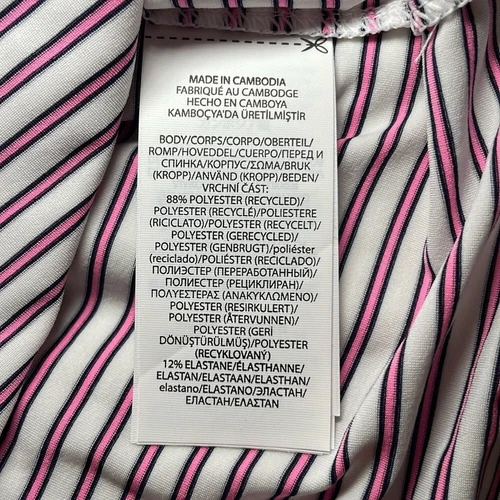 MADE IN CAMBODIA
FABRIQUÉ AU CAMBODGE
HECHO EN CAMBOYA
KAMBOÇYA'DA ÜRETİLMİŞTİR
BODY/CORPS/CORPO/OBERTEIL/
ROMP/HOVEDDEL/CUERPO/ПЕРЕД И
СПИНКА/КОРПУС/ΣΩΜΑ/BRUK
(KROPP)/ANVÄND (KROPP)/BEDEN/
VRCHNÍ ČÁST:
88% POLYESTER (RECYCLED)/
POLYESTER (RECYCLÉ)/POLIESTERE
(RICICLATO)/POLYESTER (RECYCELT)/
POLYESTER (GERECYCLED)/
POLYESTER (GENBRUGT)/poliéster
(reciclado)/POLIÉSTER (RECICLADO)/
ПОЛИЭСТЕР (ПЕРЕРАБОТАННЫЙ)/
ПОЛИЕСТЕР (РЕЦИКЛИРАН)/
ΠΟΛΥΕΣΤΕΡΑΣ (ΑΝΑΚΥΚΛΩΜΕΝΟ)/
POLYESTER (RESIRKULERT)/
POLYESTER (ÅTERVUNNEN)/
POLYESTER (GERİ
DÖNÜŞTÜRÜLMÜŞ)/POLYESTER
(RECYKLOVANÝ)
12% ELASTANE/ÉLASTHANNE/
ELASTAN/ELASTAAN/ELASTHAN/
elastano/ELASTANO/ЭЛАСТАН/
ЕЛАСТАН/ΕΛΑΣΤΑΝ